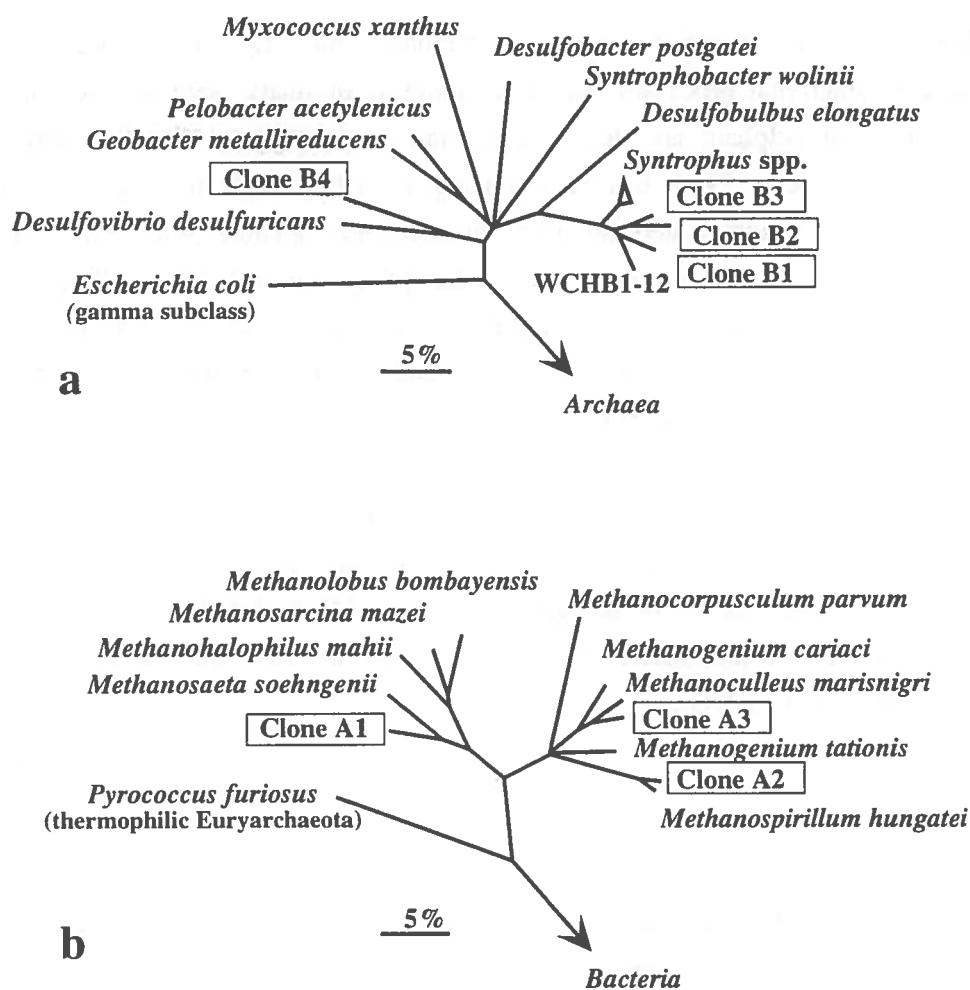 Myxococcus xanthus
Desulfobacter postgatei
Syntrophobacter wolinii
Pelobacter acetylenicus
Desulfobulbus elongatus
Geobacter metallireducens
Syntrophus spp.
Clone B4
Clone B3
Desulfovibrio desulfuricans
Clone B2
WCHB1-12
Clone B1
Escherichia coli
(gamma subclass)
5%
a
Archaea
Methanolobus bombayensis
Methanocorpusculum parvum
Methanosarcina mazei
Methanohalophilus mahii
Methanogenium cariaci
Methanosaeta soehngenii
Methanoculleus marisnigri
Clone A1
Clone A3
Methanogenium tationis
Clone A2
Pyrococcus furiosus
(thermophilic Euryarchaeota)
Methanospirillum hungatei
5%
b
Bacteria